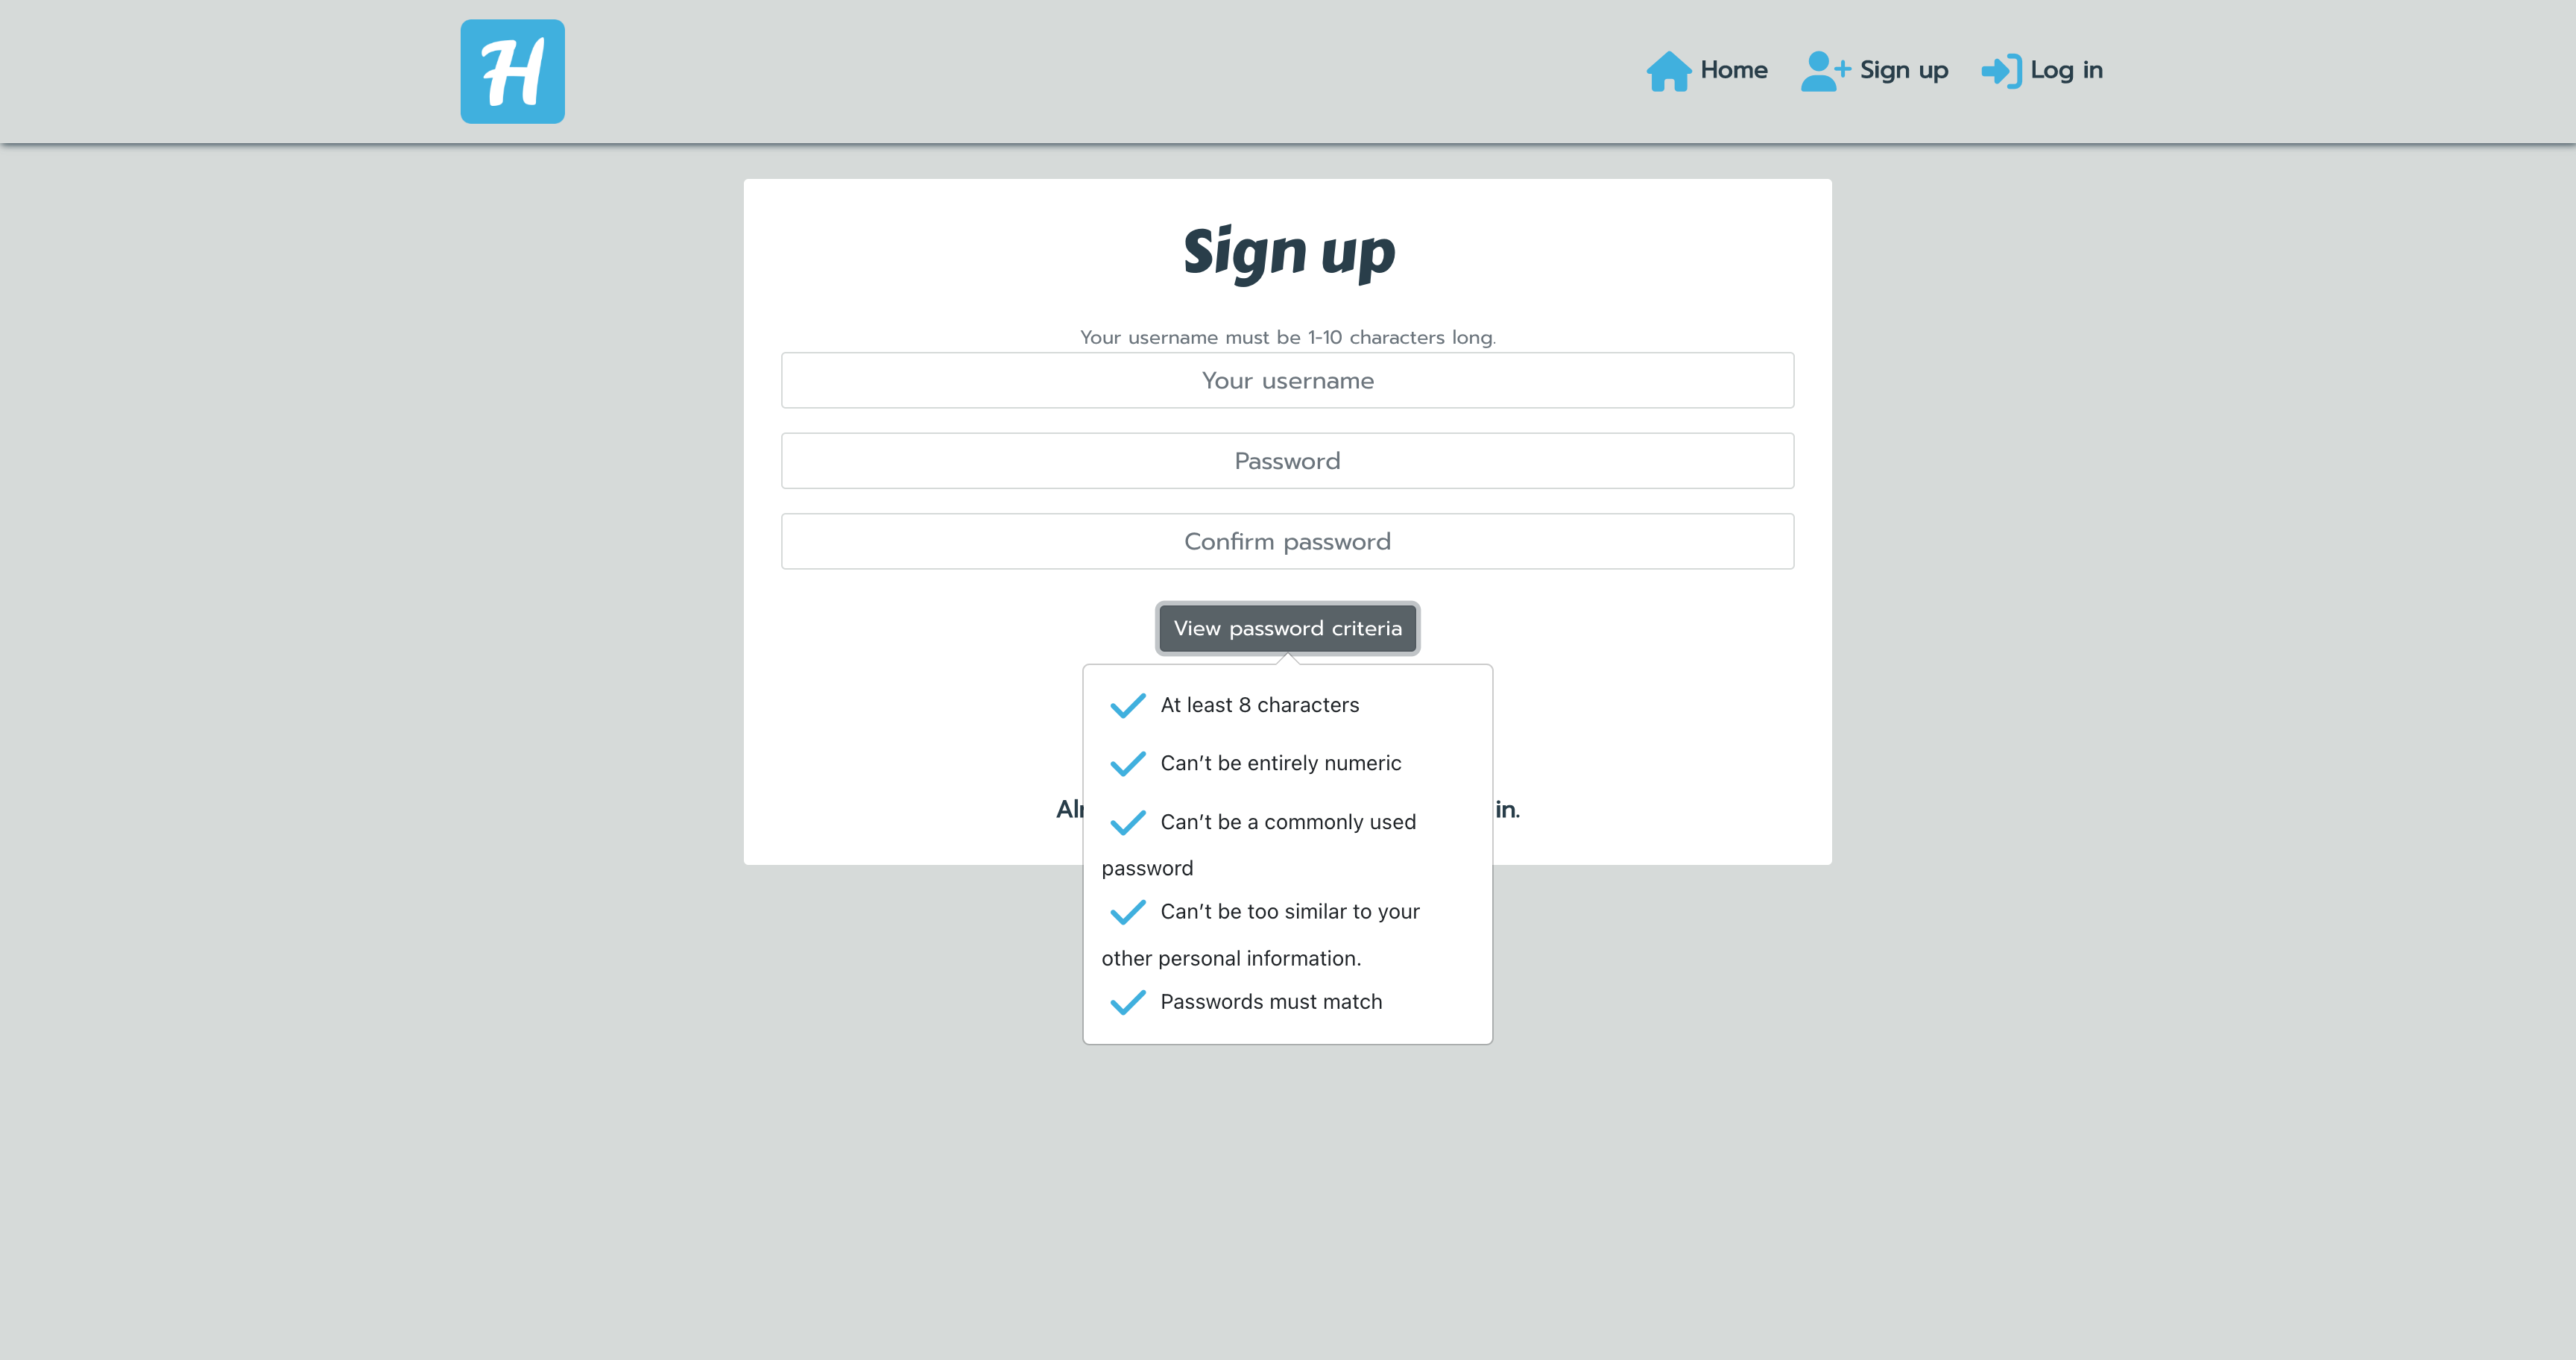 H
Home
Sign up
Log in
Sign up
Your username must be 1-10 characters long.
Your username
Password
Confirm password
View password criteria
At least 8 characters
Can't be entirely numeric
Can't be a commonly used
password
Can't be too similar to your
other personal information.
Passwords must match
in.